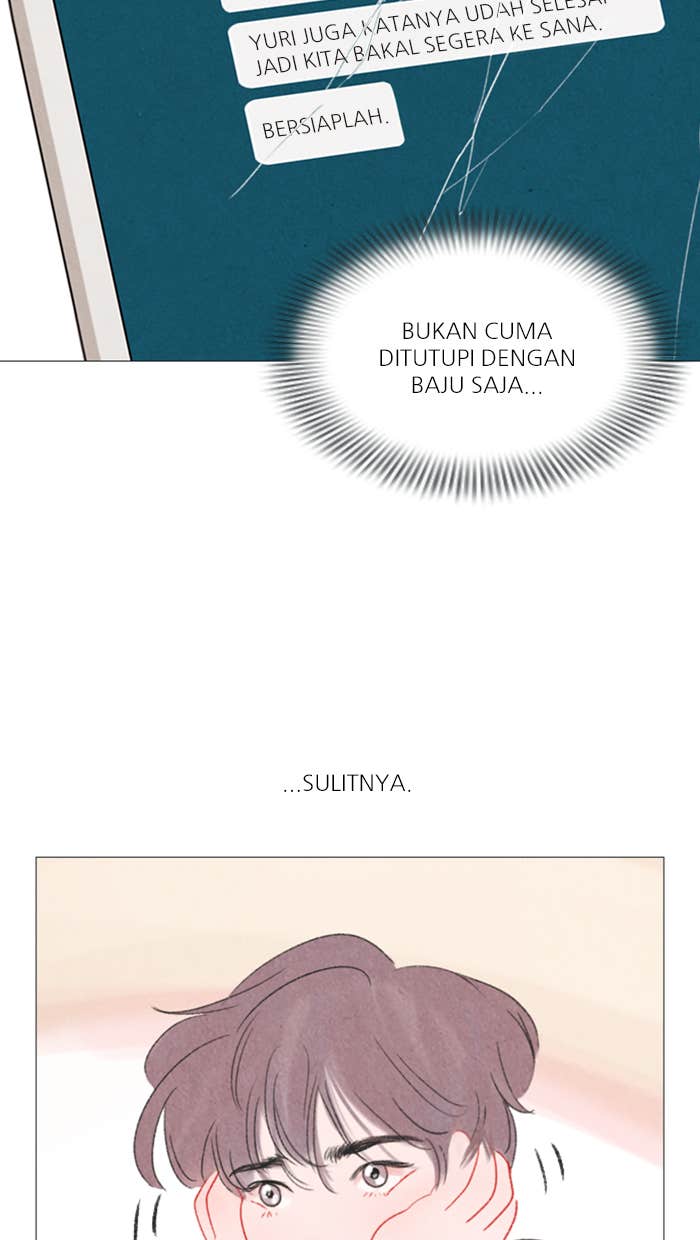 YURI JUGA KATANYA UDAH SELESAI
JADI KITA BAKAL SEGERA KE SANA.
BERSIAPLAH.
BUKAN CUMA
DITUTUPI DENGAN
BAJU SAJA...
...SULITNYA.